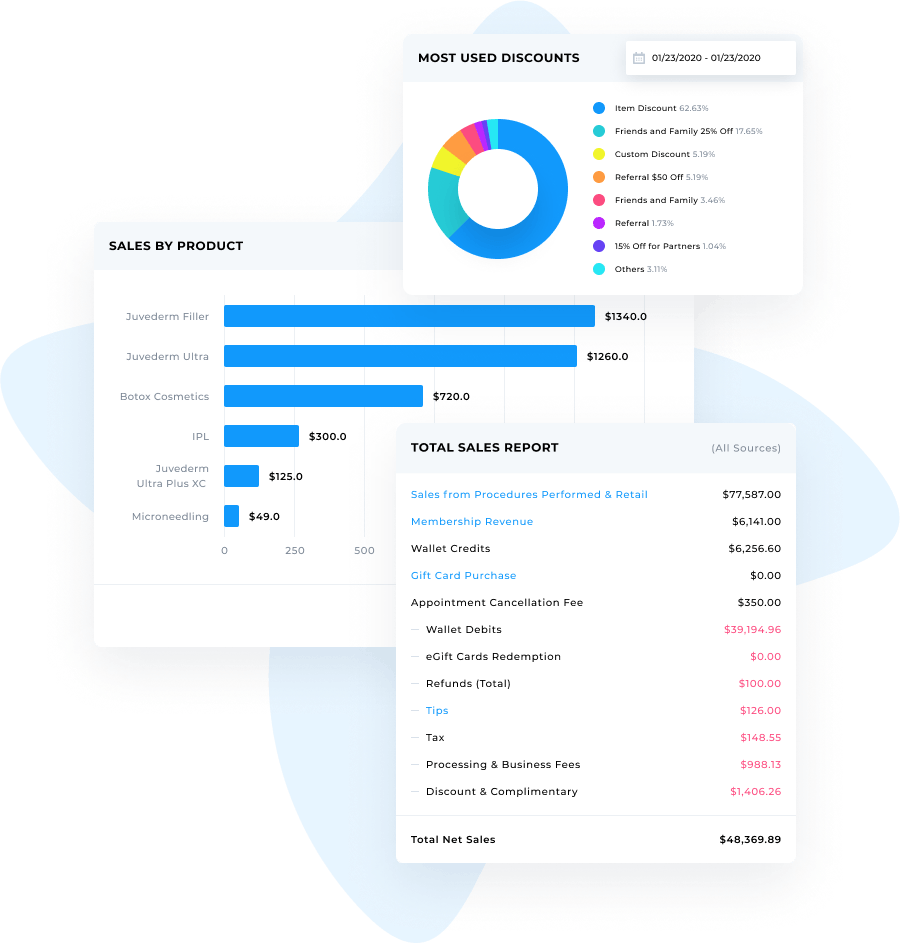 MOST USED DISCOUNTS
01/23/2020 - 01/23/2020
Item Discount 62.63%
Friends and Family 25% Off 17.65%
Custom Discount 5.19%
Referral $50 Off 5.19%
Friends and Family 3.46%
Referral 1.73%
15% Off for Partners 1.04%
Others 3.11%
SALES BY PRODUCT
Juvederm Filler $1340.0
Juvederm Ultra $1260.0
Botox Cosmetics $720.0
IPL $300.0
Juvederm
Ultra Plus XC $125.0
Microneedling $49.0
0 250 500
TOTAL SALES REPORT (All Sources)
Sales from Procedures Performed & Retail $77,587.00
Membership Revenue $6,141.00
Wallet Credits $6,256.60
Gift Card Purchase $0.00
Appointment Cancellation Fee $350.00
— Wallet Debits $39,194.96
— eGift Cards Redemption $0.00
— Refunds (Total) $100.00
— Tips $126.00
— Tax $148.55
— Processing & Business Fees $988.13
— Discount & Complimentary $1,406.26
Total Net Sales $48,369.89